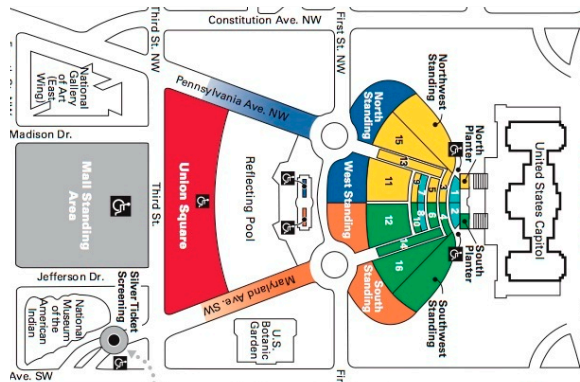 Constitution Ave. NW
Third St. NW
First St. NW
National
Gallery
of Art
(East
Wing)
Pennsylvania Ave. NW
Madison Dr.
Mall Standing
Area
Third St.
Union Square
Reflecting Pool
North
Standing
West Standing
South
Standing
Northwest
Standing
North
Planter
United States Capitol
South
Planter
Southwest
Standing
15
13
11
9
7
5
3
1
2
4
6
8
10
12
14
16
Jefferson Dr.
Maryland Ave. SW
Silver Ticket
Screening
National
Museum
of the
American
Indian
U.S.
Botanic
Garden
Ave. SW